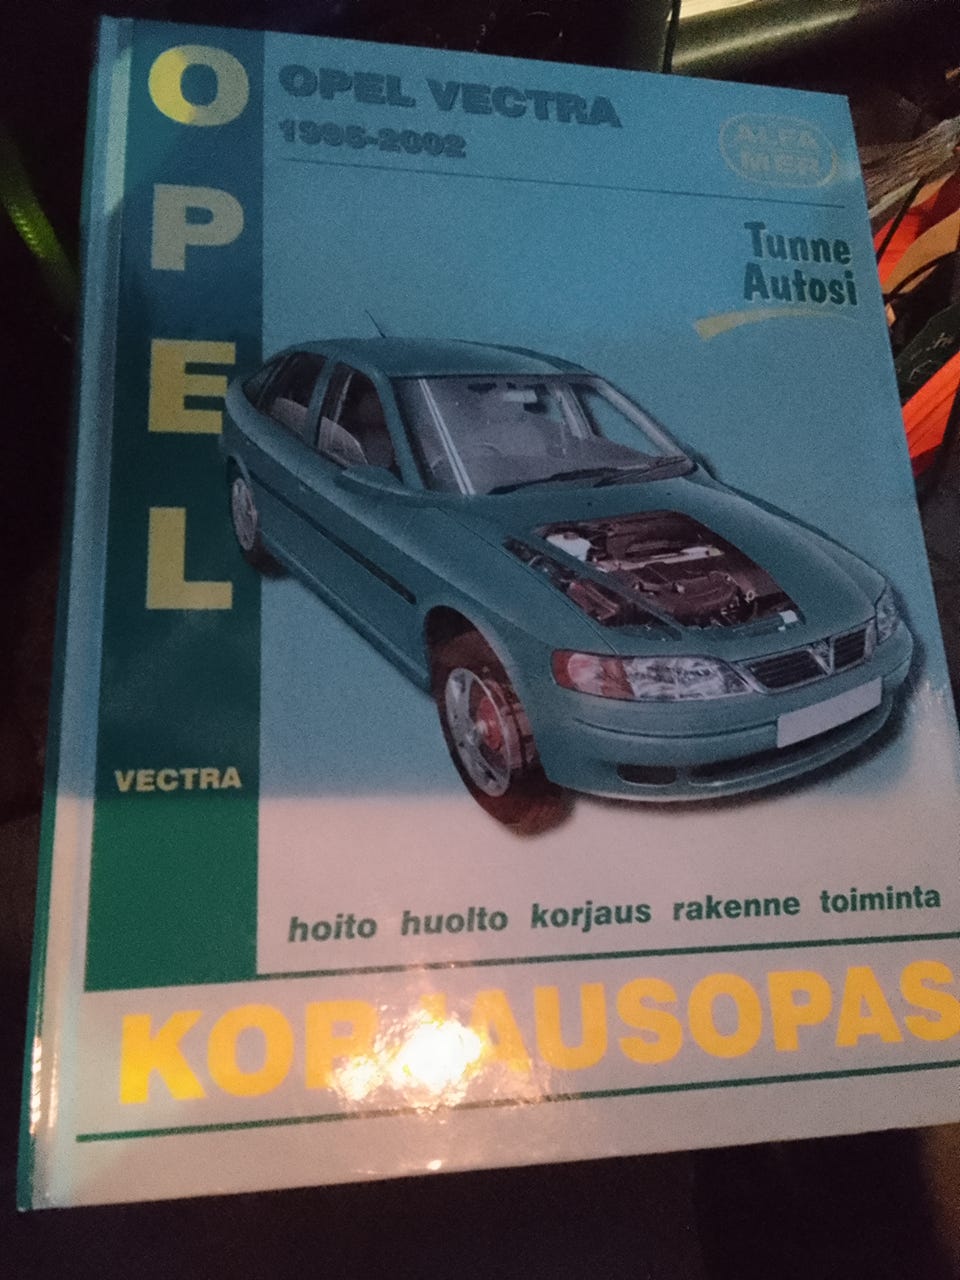 OPEL
OPEL VECTRA
1995-2002
ALFA
MER
Tunne
Autosi
VECTRA
hoito huolto korjaus rakenne toiminta
KORJAUSOPAS